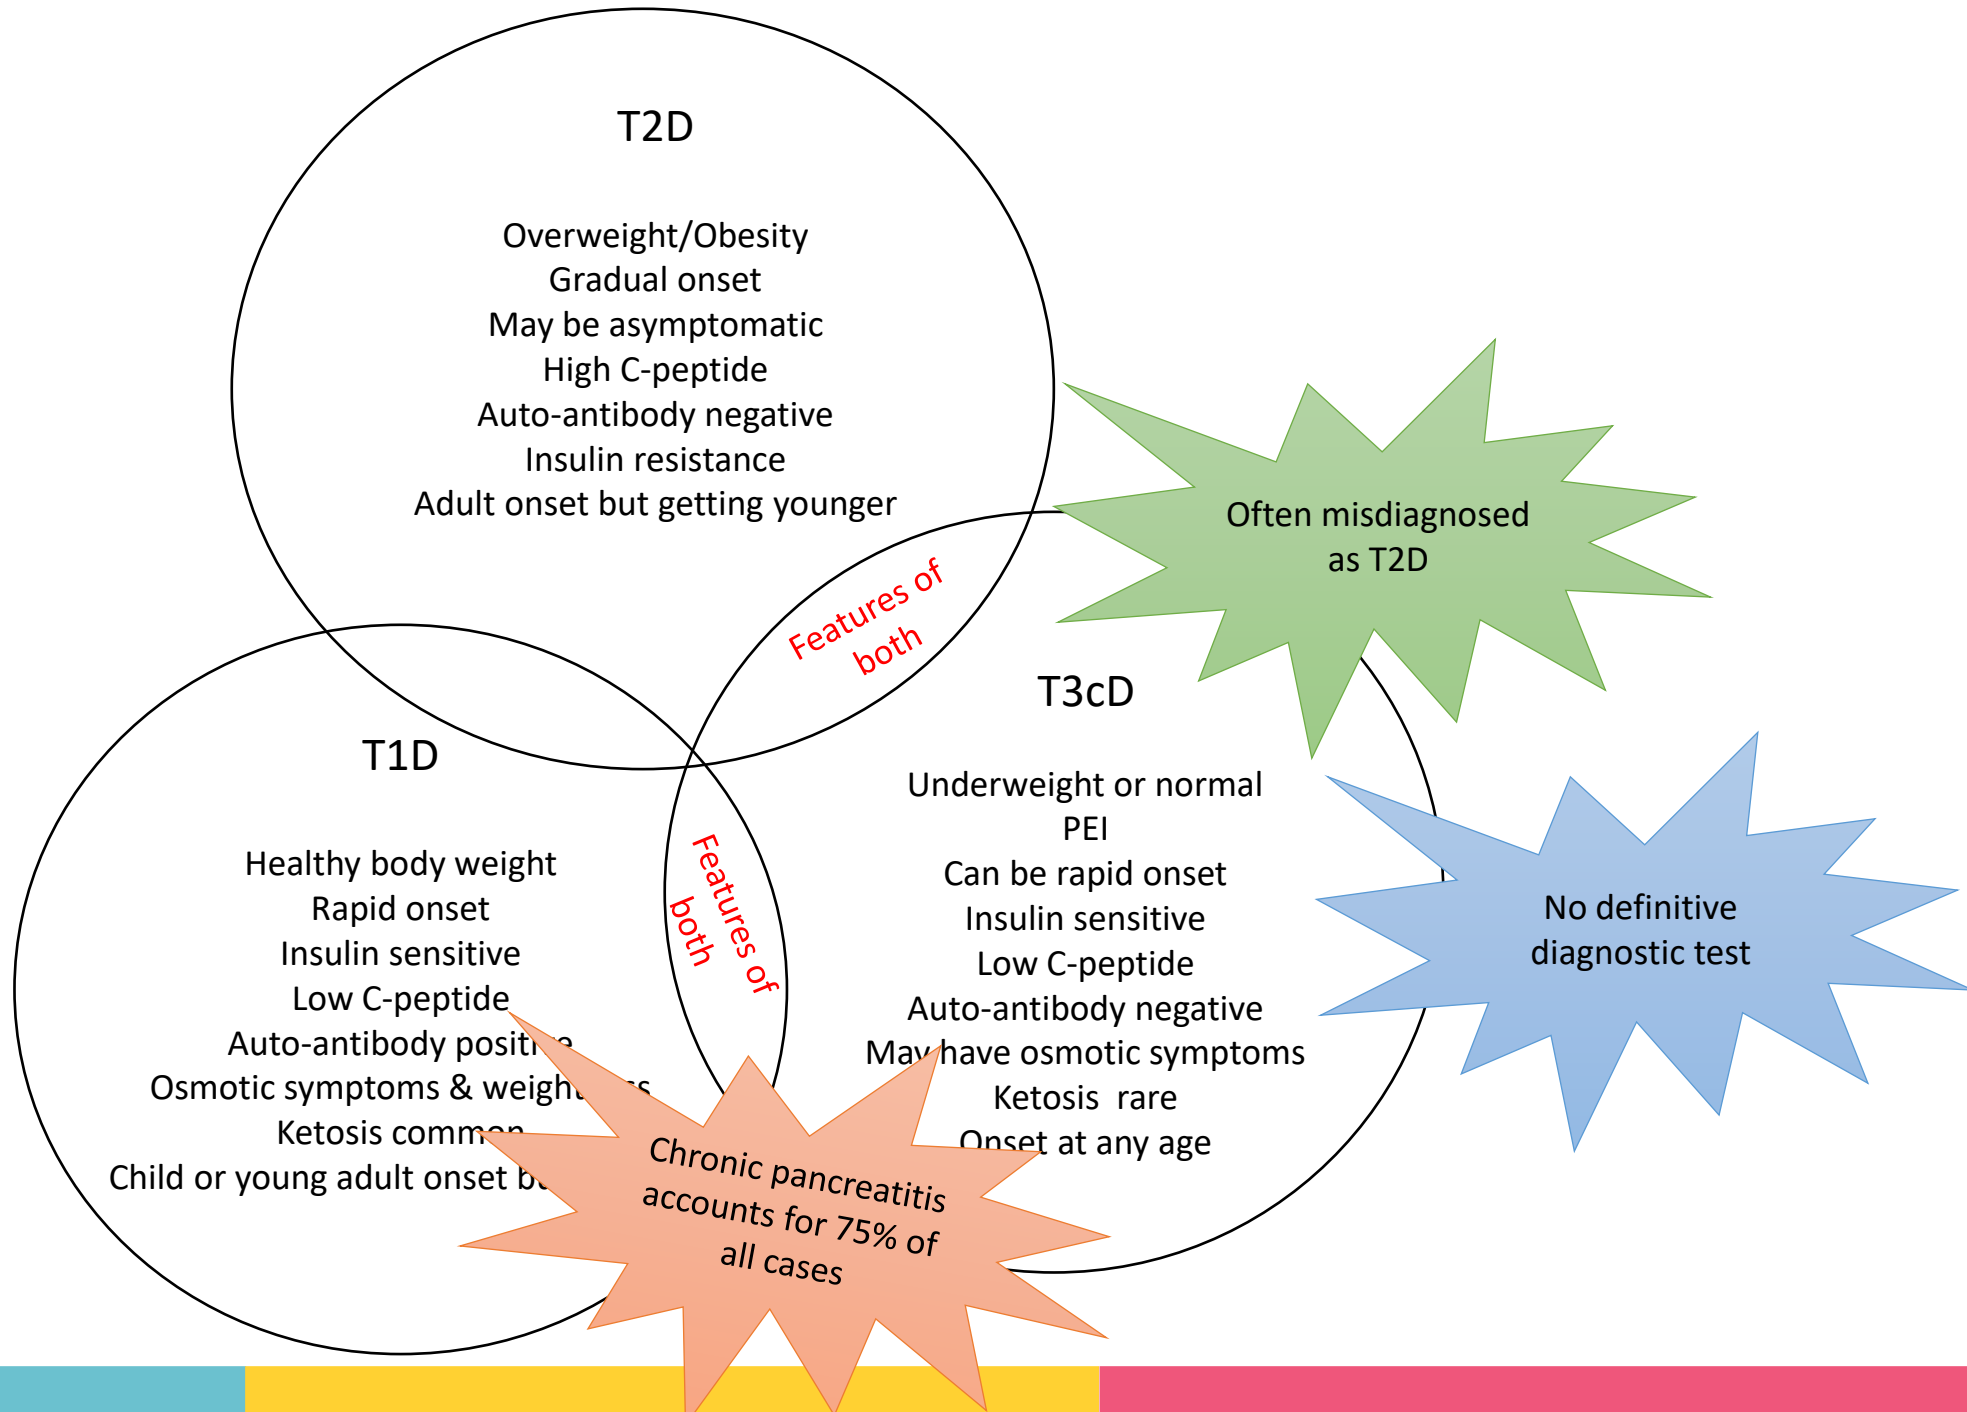 T2D
Overweight/Obesity
Gradual onset
May be asymptomatic
High C-peptide
Auto-antibody negative
Insulin resistance
Adult onset but getting younger
Often misdiagnosed
as T2D
Features of
both
T3cD
Underweight or normal
PEI
Can be rapid onset
Insulin sensitive
Low C-peptide
Auto-antibody negative
May have osmotic symptoms
Ketosis rare
Onset at any age
No definitive
diagnostic test
T1D
Healthy body weight
Rapid onset
Insulin sensitive
Low C-peptide
Auto-antibody positive
Osmotic symptoms & weight
Ketosis common
Child or young adult onset
Features of
both
Chronic pancreatitis
accounts for 75% of
all cases